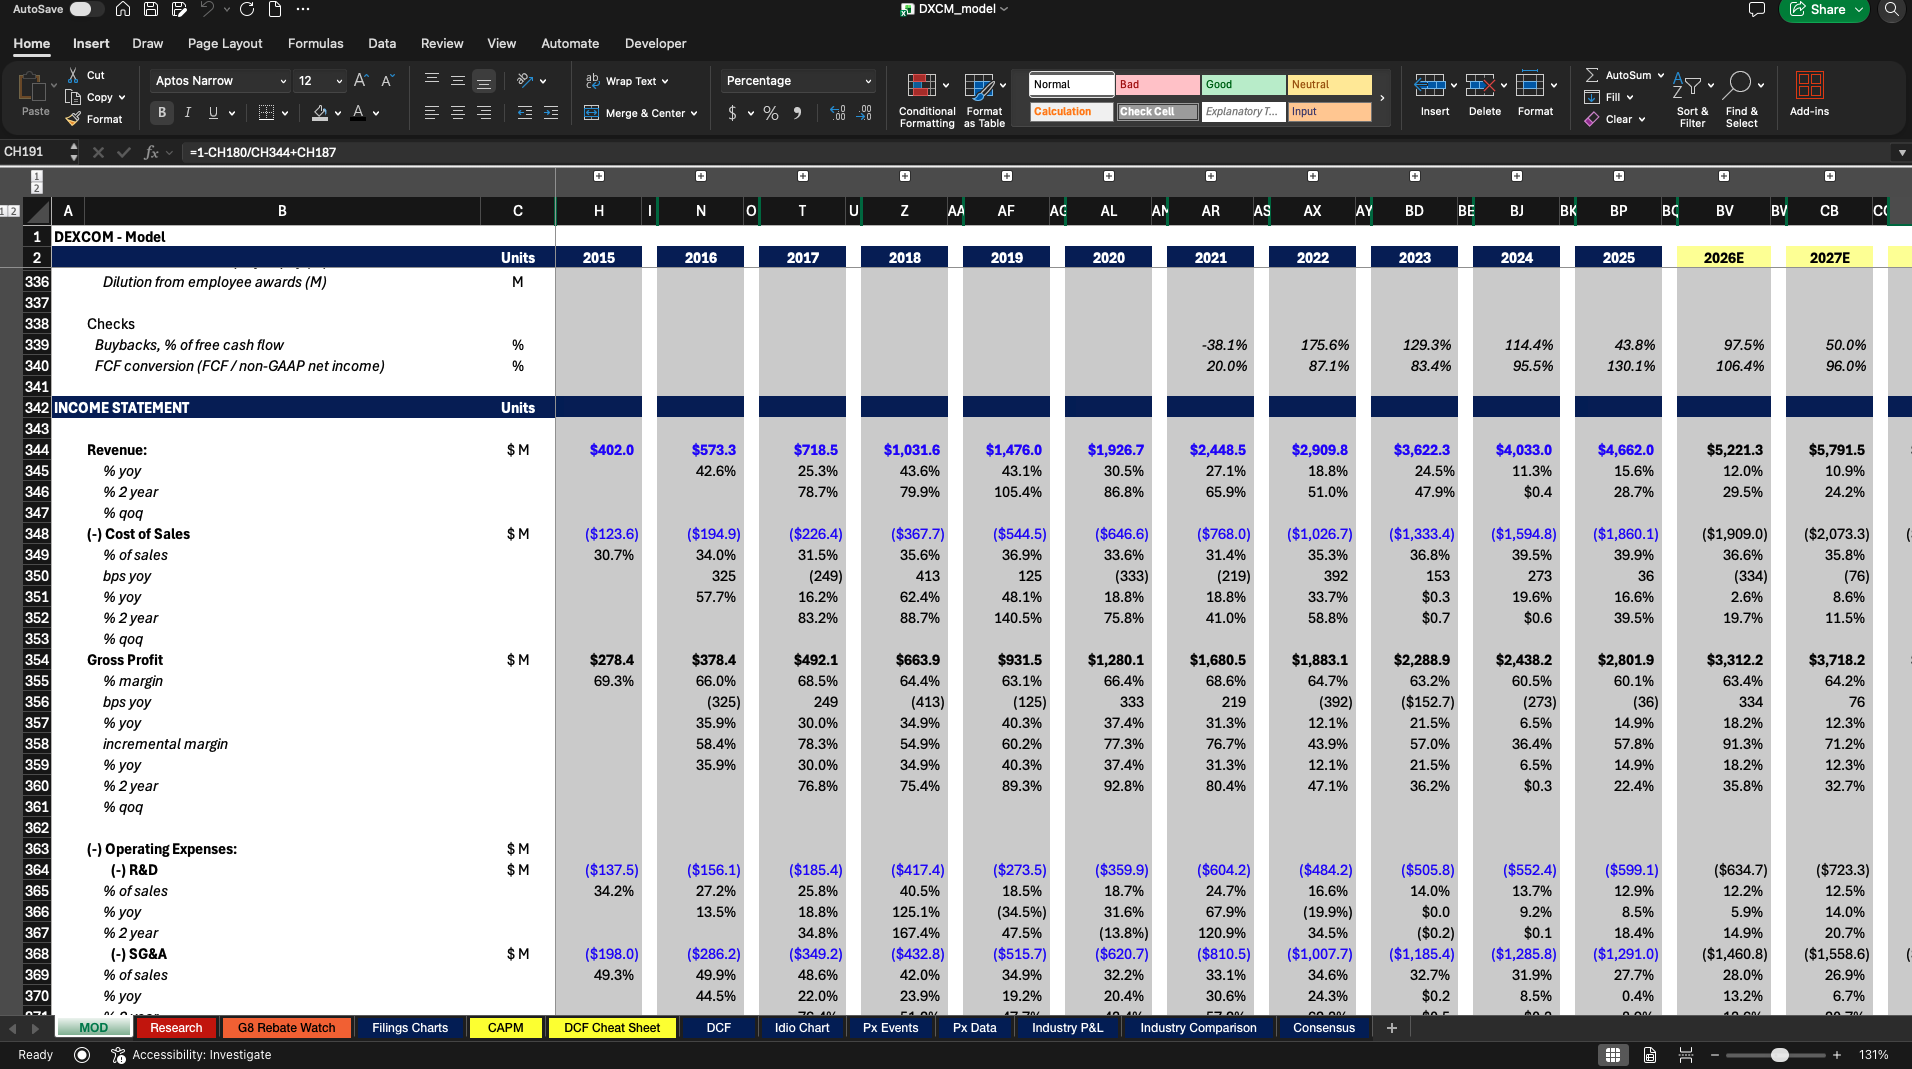 AutoSave DXCM_model Share
Home Insert Draw Page Layout Formulas Data Review View Automate Developer
Paste Cut Copy Format Aptos Narrow 12 Wrap Text Merge & Center Percentage Conditional Formatting Format as Table Normal Bad Good Neutral Calculation Check Cell Explanatory T... Input Insert Delete Format AutoSum Fill Clear Sort & Filter Find & Select Add-ins
CH191 fx =1-CH180/CH344+CH187
1
2
1 2 A B C H I N O T U Z AA AF AG AL AM AR AS AX AY BD BE BJ BK BP BQ BV CB
1 DEXCOM - Model
2 Units 2015 2016 2017 2018 2019 2020 2021 2022 2023 2024 2025 2026E 2027E
336 Dilution from employee awards (M) M
337
338 Checks
339 Buybacks, % of free cash flow % -38.1% 175.6% 129.3% 114.4% 43.8% 97.5% 50.0%
340 FCF conversion (FCF / non-GAAP net income) % 20.0% 87.1% 83.4% 95.5% 130.1% 106.4% 96.0%
341
342 INCOME STATEMENT Units
343
344 Revenue: $ M $402.0 $573.3 $718.5 $1,031.6 $1,476.0 $1,926.7 $2,448.5 $2,909.8 $3,622.3 $4,033.0 $4,662.0 $5,221.3 $5,791.5
345 % yoy 42.6% 25.3% 43.6% 43.1% 30.5% 27.1% 18.8% 24.5% 11.3% 15.6% 12.0% 10.9%
346 % 2 year 78.7% 79.9% 105.4% 86.8% 65.9% 51.0% 47.9% $0.4 28.7% 29.5% 24.2%
347 % qoq
348 (-) Cost of Sales $ M ($123.6) ($194.9) ($226.4) ($367.7) ($544.5) ($646.6) ($768.0) ($1,026.7) ($1,333.4) ($1,594.8) ($1,860.1) ($1,909.0) ($2,073.3)
349 % of sales 30.7% 34.0% 31.5% 35.6% 36.9% 33.6% 31.4% 35.3% 36.8% 39.5% 39.9% 36.6% 35.8%
350 bps yoy 325 (249) 413 125 (333) (219) 392 153 273 36 (334) (76)
351 % yoy 57.7% 16.2% 62.4% 48.1% 18.8% 18.8% 33.7% $0.3 19.6% 16.6% 2.6% 8.6%
352 % 2 year 83.2% 88.7% 140.5% 75.8% 41.0% 58.8% $0.7 $0.6 39.5% 19.7% 11.5%
353 % qoq
354 Gross Profit $ M $278.4 $378.4 $492.1 $663.9 $931.5 $1,280.1 $1,680.5 $1,883.1 $2,288.9 $2,438.2 $2,801.9 $3,312.2 $3,718.2
355 % margin 69.3% 66.0% 68.5% 64.4% 63.1% 66.4% 68.6% 64.7% 63.2% 60.5% 60.1% 63.4% 64.2%
356 bps yoy (325) 249 (413) (125) 333 219 (392) ($152.7) (273) (36) 334 76
357 % yoy 35.9% 30.0% 34.9% 40.3% 37.4% 31.3% 12.1% 21.5% 6.5% 14.9% 18.2% 12.3%
358 incremental margin 58.4% 78.3% 54.9% 60.2% 77.3% 76.7% 43.9% 57.0% 36.4% 57.8% 91.3% 71.2%
359 % yoy 35.9% 30.0% 34.9% 40.3% 37.4% 31.3% 12.1% 21.5% 6.5% 14.9% 18.2% 12.3%
360 % 2 year 76.8% 75.4% 89.3% 92.8% 80.4% 47.1% 36.2% $0.3 22.4% 35.8% 32.7%
361 % qoq
362
363 (-) Operating Expenses: $ M
364 (-) R&D $ M ($137.5) ($156.1) ($185.4) ($417.4) ($273.5) ($359.9) ($604.2) ($484.2) ($505.8) ($552.4) ($599.1) ($634.7) ($723.3)
365 % of sales 34.2% 27.2% 25.8% 40.5% 18.5% 18.7% 24.7% 16.6% 14.0% 13.7% 12.9% 12.2% 12.5%
366 % yoy 13.5% 18.8% 125.1% (34.5%) 31.6% 67.9% (19.9%) $0.0 9.2% 8.5% 5.9% 14.0%
367 % 2 year 34.8% 167.4% 47.5% (13.8%) 120.9% 34.5% ($0.2) $0.1 18.4% 14.9% 20.7%
368 (-) SG&A $ M ($198.0) ($286.2) ($349.2) ($432.8) ($515.7) ($620.7) ($810.5) ($1,007.7) ($1,185.4) ($1,285.8) ($1,291.0) ($1,460.8) ($1,558.6)
369 % of sales 49.3% 49.9% 48.6% 42.0% 34.9% 32.2% 33.1% 34.6% 32.7% 31.9% 27.7% 28.0% 26.9%
370 % yoy 44.5% 22.0% 23.9% 19.2% 20.4% 30.6% 24.3% $0.2 8.5% 0.4% 13.2% 6.7%
MOD Research G8 Rebate Watch Filings Charts CAPM DCF Cheat Sheet DCF Idio Chart Px Events Px Data Industry P&L Industry Comparison Consensus +
Ready Accessibility: Investigate 131%